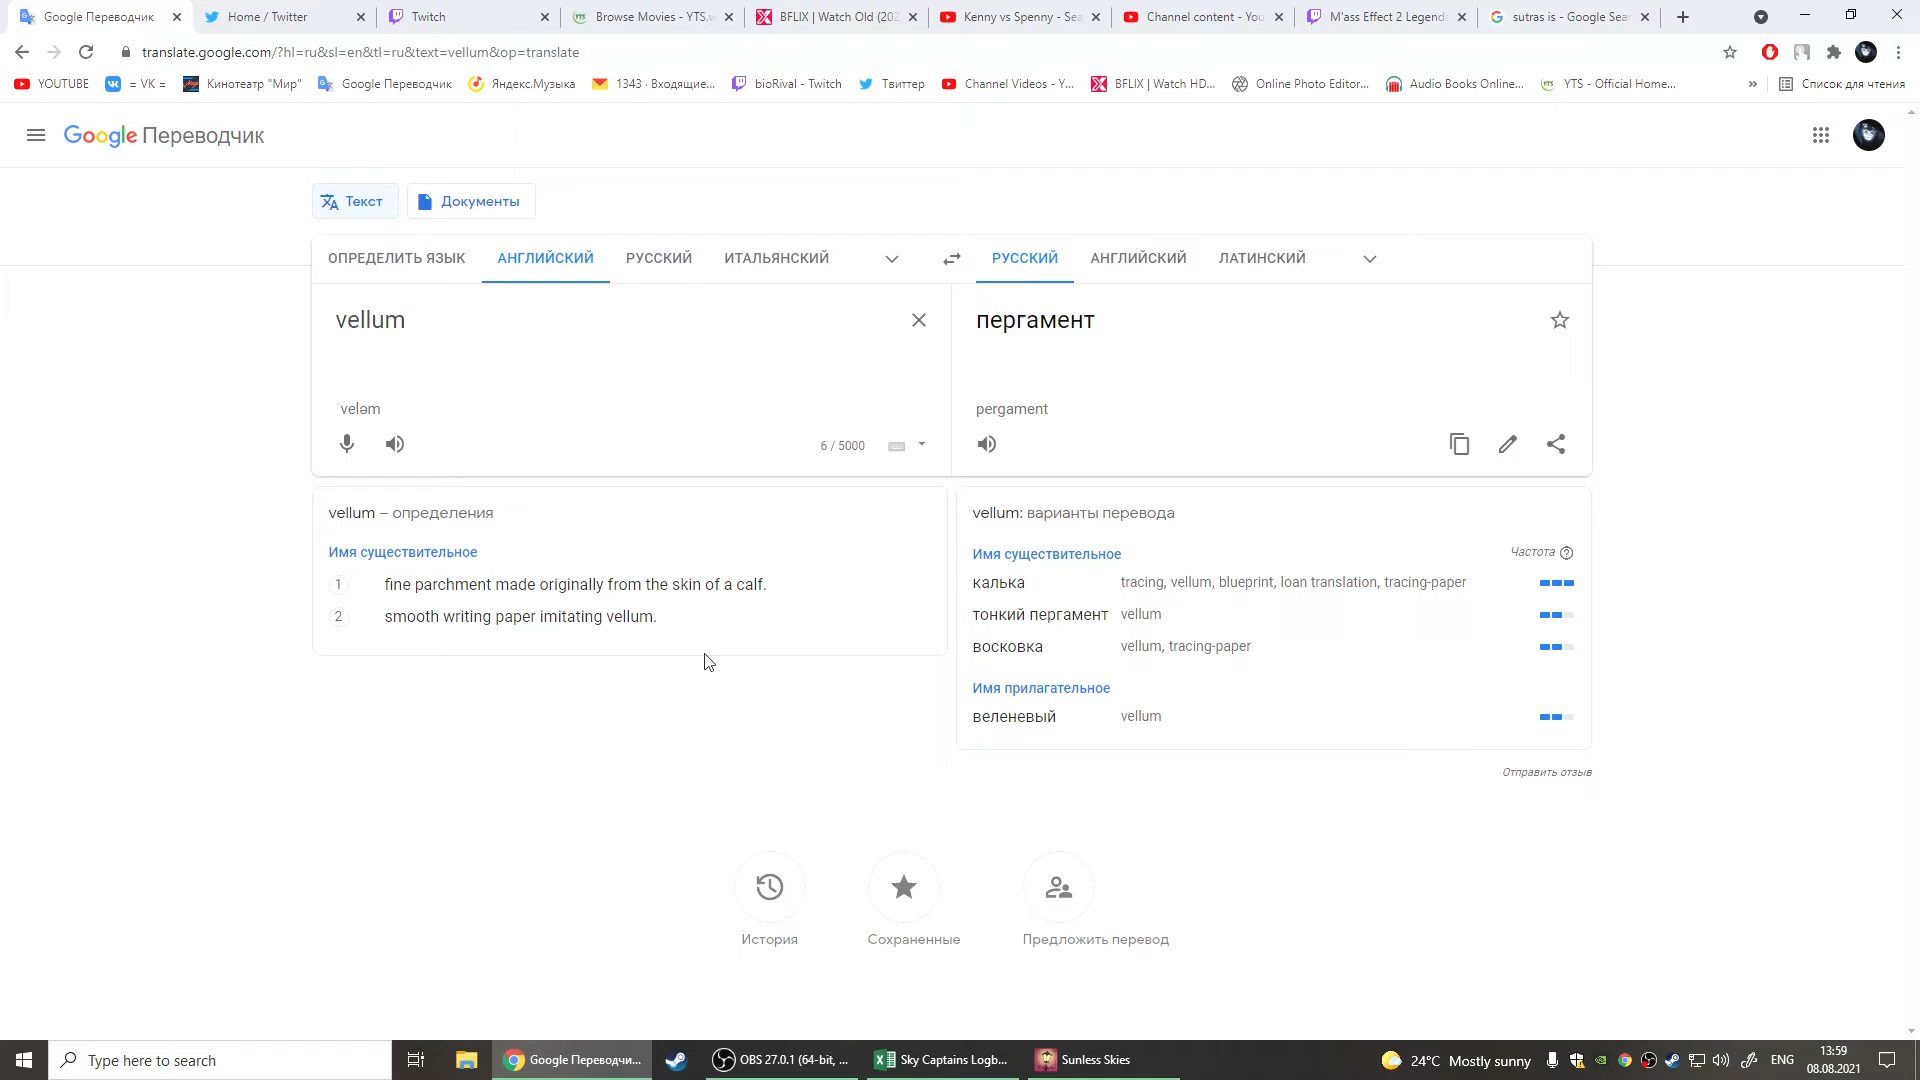 Google Переводчик
Home / Twitter
Twitch
Browse Movies - YTS.
BFLIX | Watch Old (202
Kenny vs Spenny - Sea
Channel content - You
M'ass Effect 2 Legend
sutras is - Google Sear
translate.google.com/?hl=ru&sl=en&tl=ru&text=vellum&op=translate
YOUTUBE
= VK =
Кинотеатр "Мир"
Google Переводчик
Яндекс.Музыка
1343 · Входящие...
bioRival - Twitch
Твиттер
Channel Videos - Y...
BFLIX | Watch HD...
Online Photo Editor...
Audio Books Online...
YTS - Official Home...
»
Список для чтения
Google Переводчик
Текст
Документы
ОПРЕДЕЛИТЬ ЯЗЫК
АНГЛИЙСКИЙ
РУССКИЙ
ИТАЛЬЯНСКИЙ
РУССКИЙ
АНГЛИЙСКИЙ
ЛАТИНСКИЙ
vellum
пергамент
ˈveləm
pergament
6 / 5000
vellum – определения
Имя существительное
1 fine parchment made originally from the skin of a calf.
2 smooth writing paper imitating vellum.
vellum: варианты перевода
Имя существительное
Частота
калька tracing, vellum, blueprint, loan translation, tracing-paper
тонкий пергамент vellum
восковка vellum, tracing-paper
Имя прилагательное
веленевый vellum
Отправить отзыв
История
Сохраненные
Предложить перевод
Type here to search
Google Переводчи...
OBS 27.0.1 (64-bit, ...
Sky Captains Logb...
Sunless Skies
24°C Mostly sunny
ENG
13:59
08.08.2021